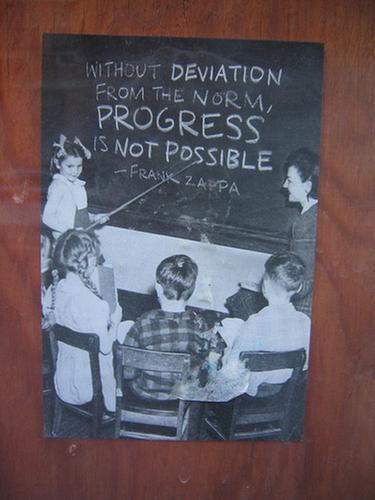 WITHOUT DEVIATION
FROM THE NORM,
PROGRESS
IS NOT POSSIBLE
- FRANK ZAPPA